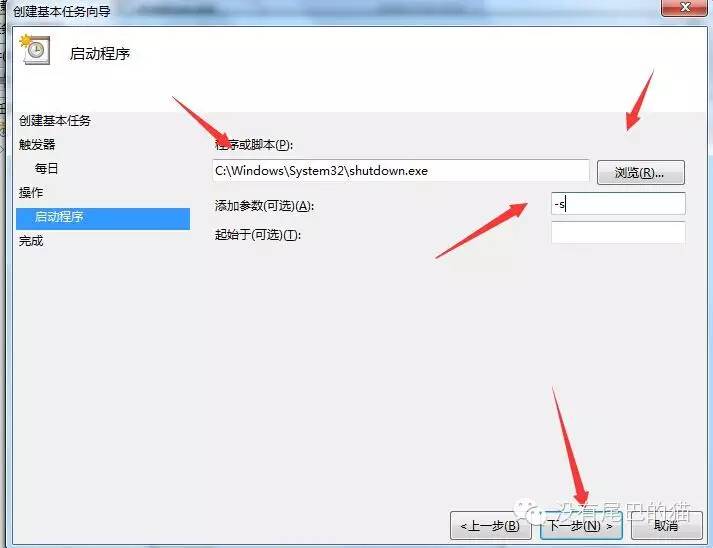 创建基本任务向导
启动程序
创建基本任务
触发器
每日
操作
启动程序
完成
程序或脚本(P):
C:\Windows\System32\shutdown.exe
浏览(R)...
添加参数(可选)(A):
-s
起始于(可选)(T):
没有尾巴的猫
<上一步(B)
下一步(N) >
取消